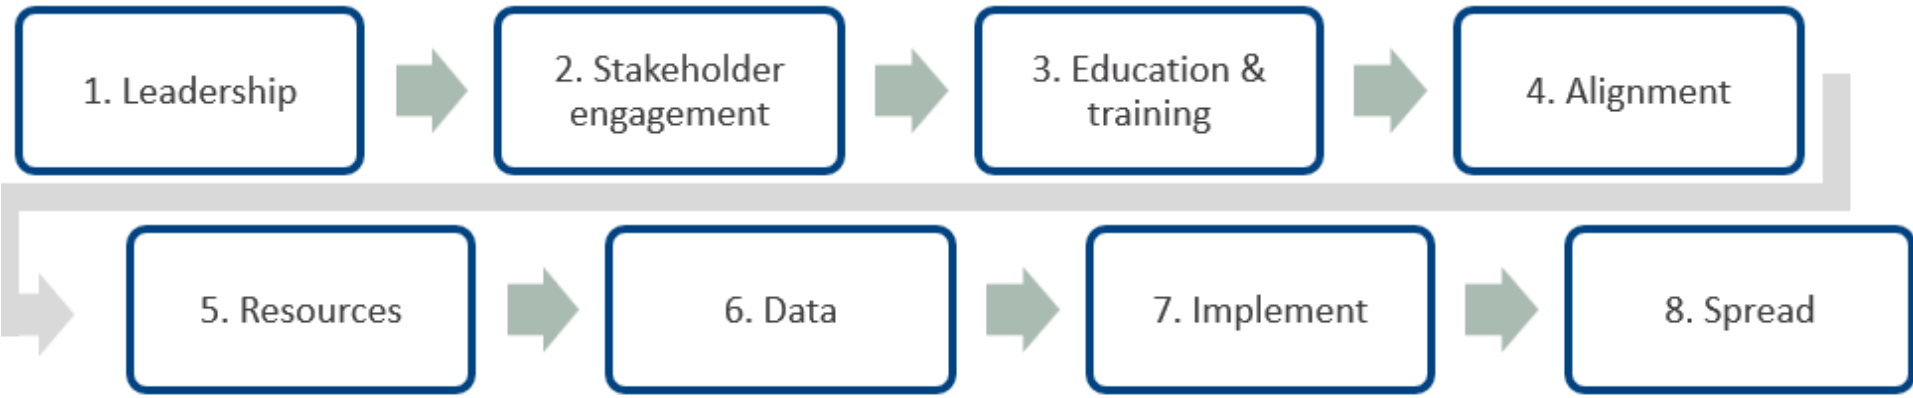 1. Leadership
2. Stakeholder
engagement
3. Education &
training
4. Alignment
5. Resources
6. Data
7. Implement
8. Spread